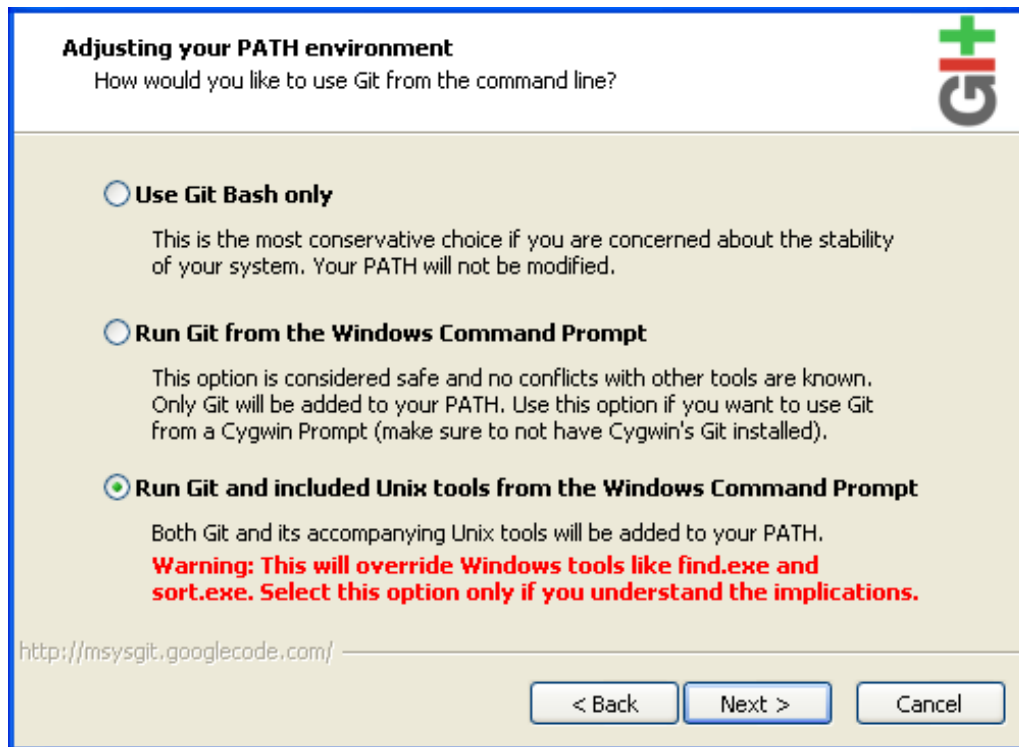 Adjusting your PATH environment
How would you like to use Git from the command line?
GIT
Use Git Bash only
This is the most conservative choice if you are concerned about the stability
of your system. Your PATH will not be modified.
Run Git from the Windows Command Prompt
This option is considered safe and no conflicts with other tools are known.
Only Git will be added to your PATH. Use this option if you want to use Git
from a Cygwin Prompt (make sure to not have Cygwin's Git installed).
Run Git and included Unix tools from the Windows Command Prompt
Both Git and its accompanying Unix tools will be added to your PATH.
Warning: This will override Windows tools like find.exe and
sort.exe. Select this option only if you understand the implications.
http://msysgit.googlecode.com/
< Back
Next >
Cancel